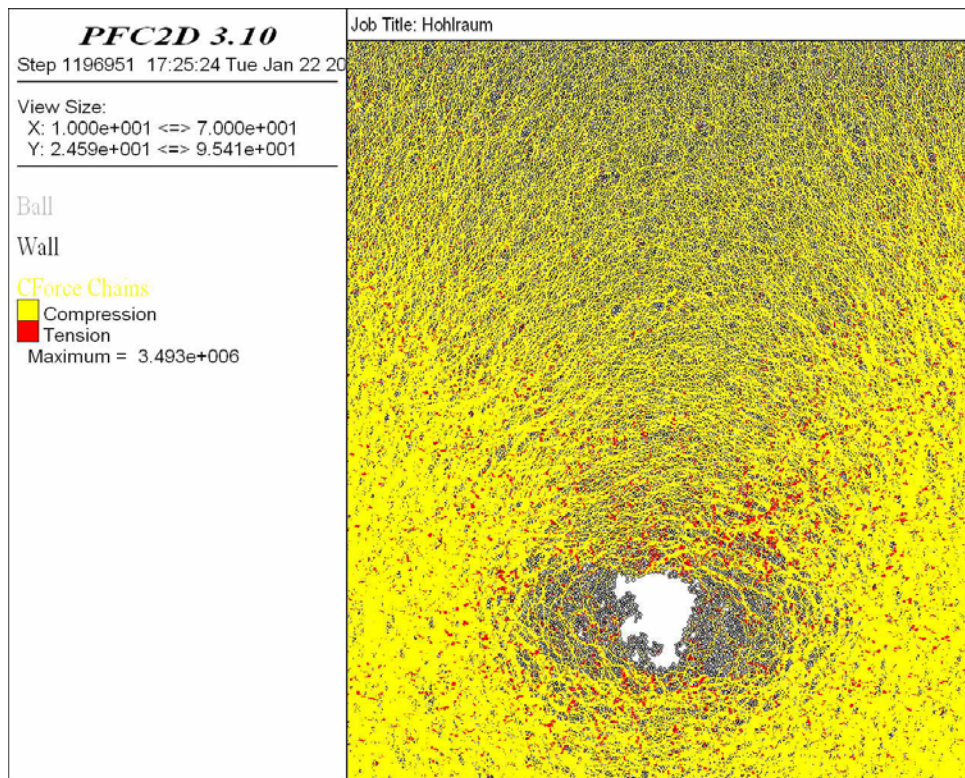 PFC2D 3.10
Step 1196951 17:25:24 Tue Jan 22 20
View Size:
X: 1.000e+001 <=> 7.000e+001
Y: 2.459e+001 <=> 9.541e+001
Ball
Wall
CForce Chains
Compression
Tension
Maximum = 3.493e+006
Job Title: Hohlraum